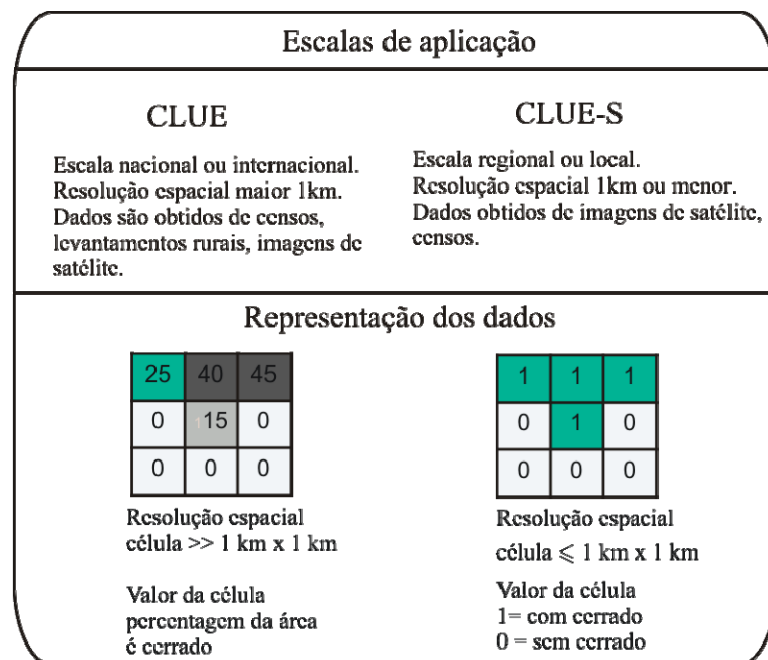 Escalas de aplicação
CLUE
Escala nacional ou internacional.
Resolução espacial maior 1km.
Dados são obtidos de censos,
levantamentos rurais, imagens de
satélite.
CLUE-S
Escala regional ou local.
Resolução espacial 1km ou menor.
Dados obtidos de imagens de satélite,
censos.
Representação dos dados
25 40 45
0 115 0
0 0 0
Resolução espacial
célula >> 1 km x 1 km
Valor da célula
percentagem da área
é cerrado
1 1 1
0 1 0
0 0 0
Resolução espacial
célula ⩽ 1 km x 1 km
Valor da célula
1= com cerrado
0 = sem cerrado